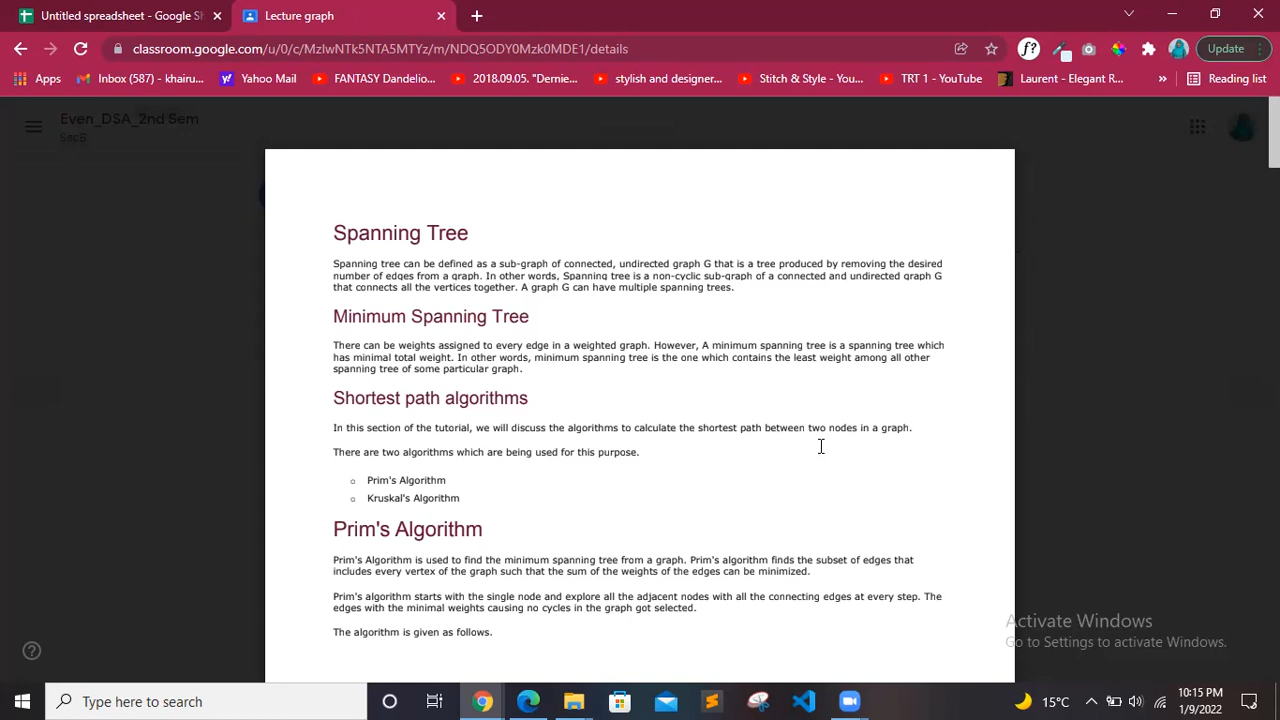 Untitled spreadsheet - Google Sh
Lecture graph
classroom.google.com/u/0/c/MzIwNTk5NTA5MTYz/m/NDQ5ODY0Mzk0MDE1/details
f?
Update
Apps
Inbox (587) - khairu...
Yahoo Mail
FANTASY Dandelio...
2018.09.05. "Dernie...
stylish and designer...
Stitch & Style - You...
TRT 1 - YouTube
Laurent - Elegant R...
»
Reading list
Even_DSA_2nd Sem
Sep5
Spanning Tree
Spanning tree can be defined as a sub-graph of connected, undirected graph G that is a tree produced by removing the desired
number of edges from a graph. In other words, Spanning tree is a non-cyclic sub-graph of a connected and undirected graph G
that connects all the vertices together. A graph G can have multiple spanning trees.
Minimum Spanning Tree
There can be weights assigned to every edge in a weighted graph. However, A minimum spanning tree is a spanning tree which
has minimal total weight. In other words, minimum spanning tree is the one which contains the least weight among all other
spanning tree of some particular graph.
Shortest path algorithms
In this section of the tutorial, we will discuss the algorithms to calculate the shortest path between two nodes in a graph.
There are two algorithms which are being used for this purpose.
o Prim's Algorithm
o Kruskal's Algorithm
Prim's Algorithm
Prim's Algorithm is used to find the minimum spanning tree from a graph. Prim's algorithm finds the subset of edges that
includes every vertex of the graph such that the sum of the weights of the edges can be minimized.
Prim's algorithm starts with the single node and explore all the adjacent nodes with all the connecting edges at every step. The
edges with the minimal weights causing no cycles in the graph got selected.
The algorithm is given as follows.
Activate Windows
Go to Settings to activate Windows.
Type here to search
15°C
10:15 PM
1/9/2022